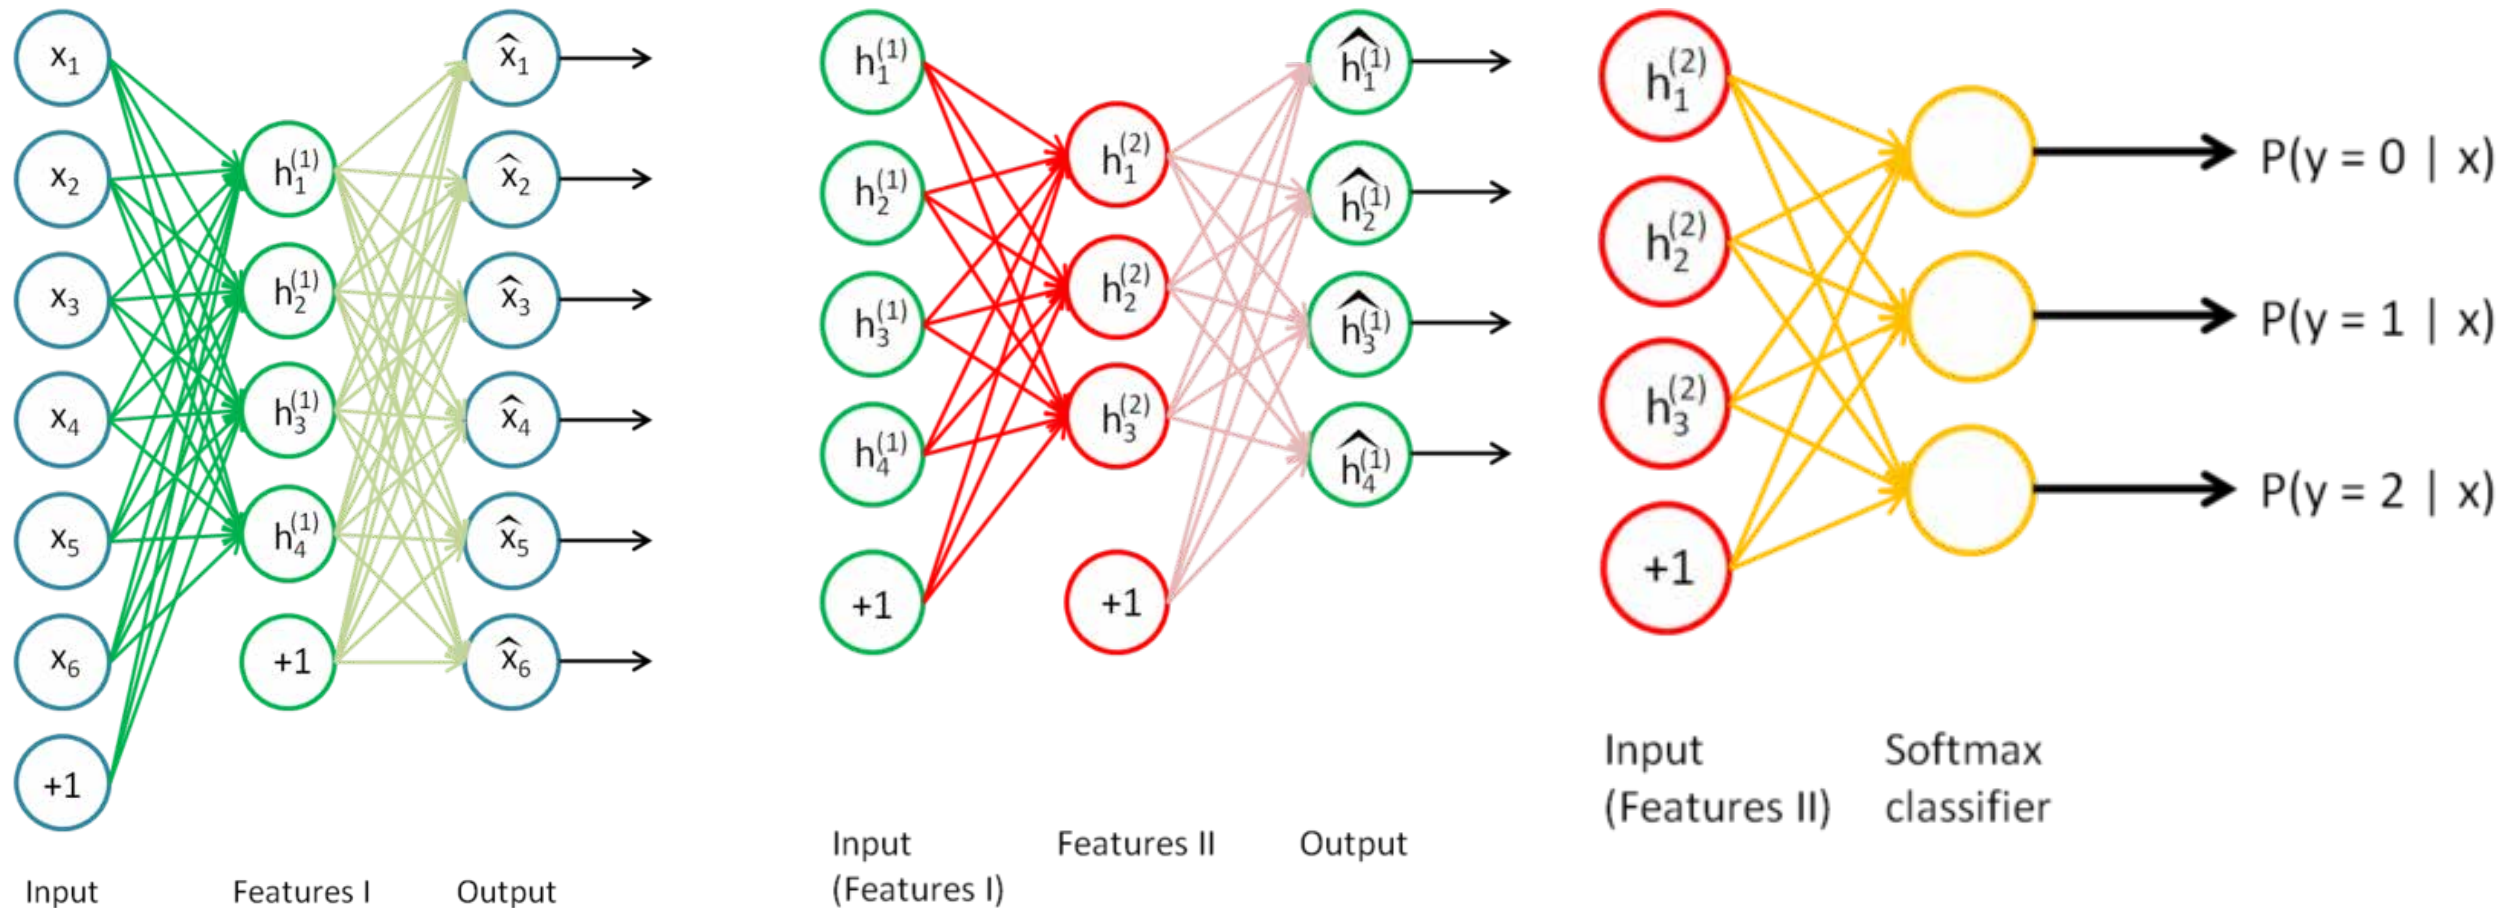 x₁
x₂
x₃
x₄
x₅
x₆
+1
h₁⁽¹⁾
h₂⁽¹⁾
h₃⁽¹⁾
h₄⁽¹⁾
+1
x̂₁
x̂₂
x̂₃
x̂₄
x̂₅
x̂₆
Input
Features I
Output
h₁⁽¹⁾
h₂⁽¹⁾
h₃⁽¹⁾
h₄⁽¹⁾
+1
h₁⁽²⁾
h₂⁽²⁾
h₃⁽²⁾
+1
ĥ₁⁽¹⁾
ĥ₂⁽¹⁾
ĥ₃⁽¹⁾
ĥ₄⁽¹⁾
Input
(Features I)
Features II
Output
h₁⁽²⁾
h₂⁽²⁾
h₃⁽²⁾
+1
P(y = 0 | x)
P(y = 1 | x)
P(y = 2 | x)
Input
(Features II)
Softmax
classifier